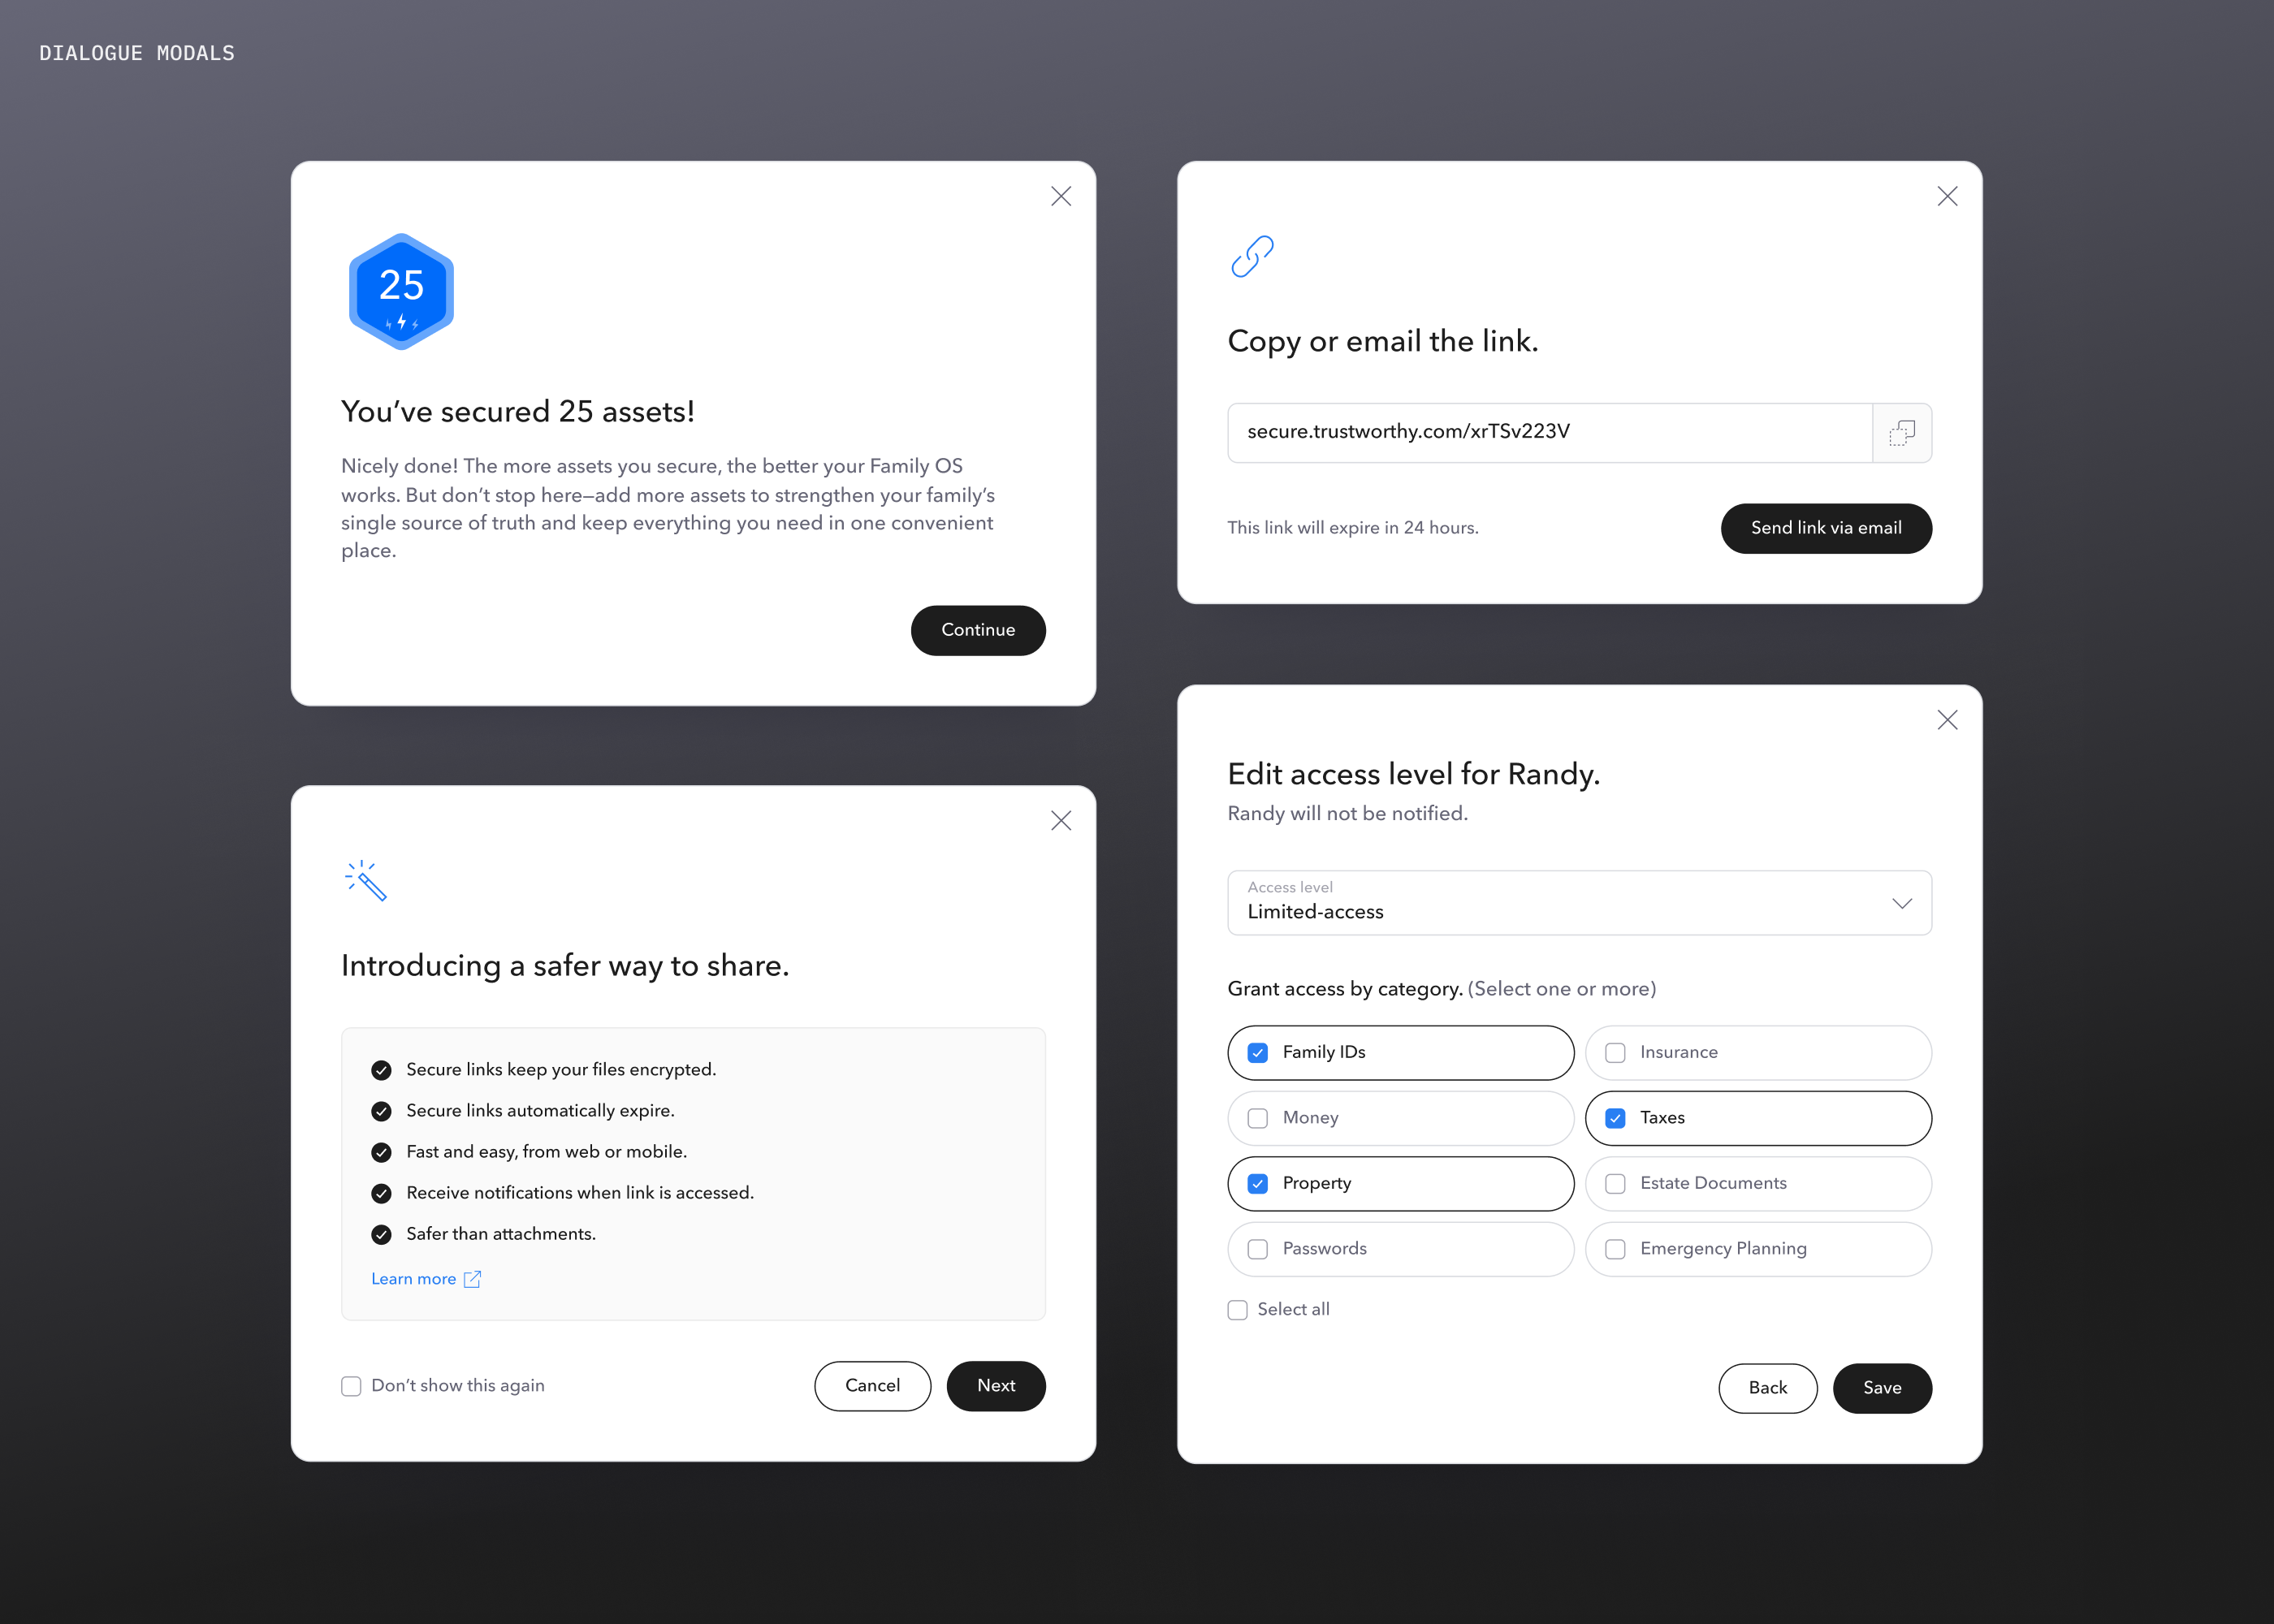 DIALOGUE MODALS
25
You’ve secured 25 assets!
Nicely done! The more assets you secure, the better your Family OS
works. But don’t stop here—add more assets to strengthen your family’s
single source of truth and keep everything you need in one convenient
place.
Continue
Copy or email the link.
secure.trustworthy.com/xrTSv223V
This link will expire in 24 hours.
Send link via email
Introducing a safer way to share.
Secure links keep your files encrypted.
Secure links automatically expire.
Fast and easy, from web or mobile.
Receive notifications when link is accessed.
Safer than attachments.
Learn more
Don’t show this again
Cancel
Next
Edit access level for Randy.
Randy will not be notified.
Access level
Limited-access
Grant access by category. (Select one or more)
Family IDs
Insurance
Money
Taxes
Property
Estate Documents
Passwords
Emergency Planning
Select all
Back
Save